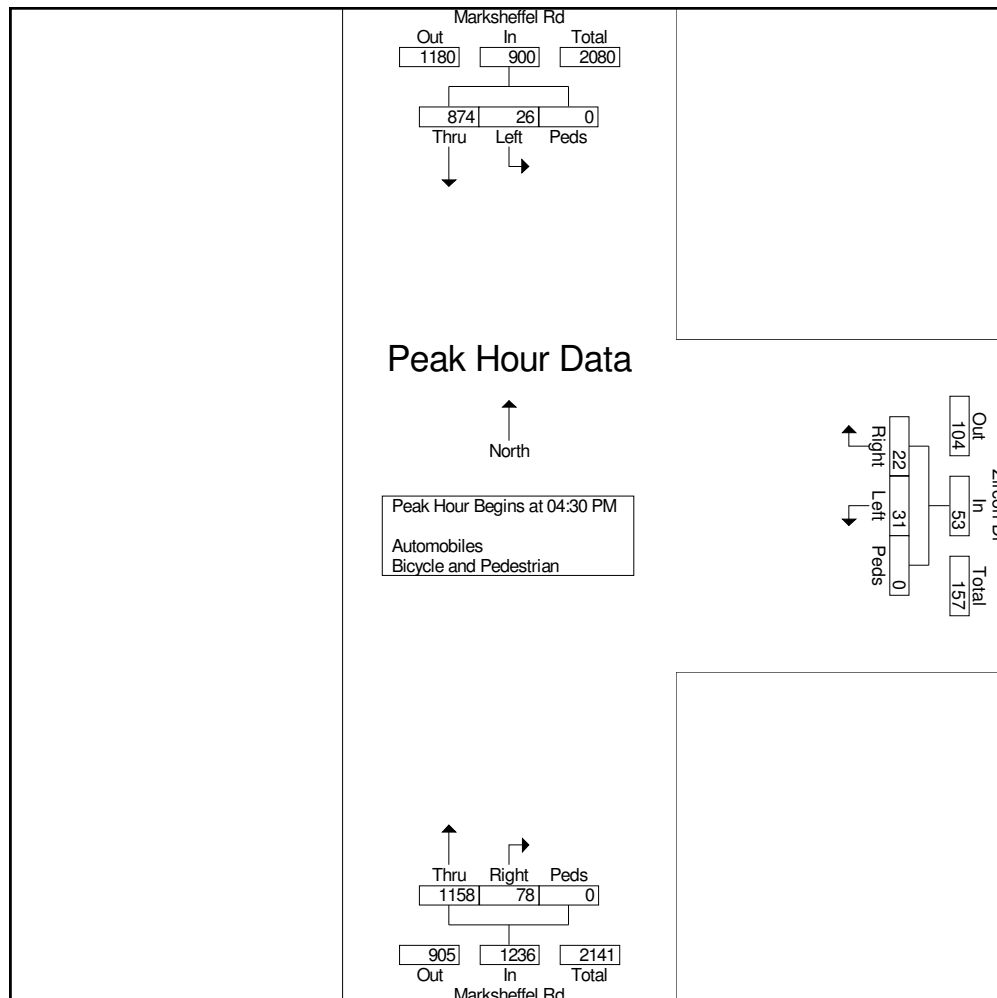 Marksheffel Rd
Out In Total
1180 900 2080
874 26 0
Thru Left Peds
Peak Hour Data
North
Peak Hour Begins at 04:30 PM
Automobiles
Bicycle and Pedestrian
Out In Total
104 53 157
22 31 0
Right Left Peds
Thru Right Peds
1158 78 0
905 1236 2141
Out In Total
Marksheffel Rd